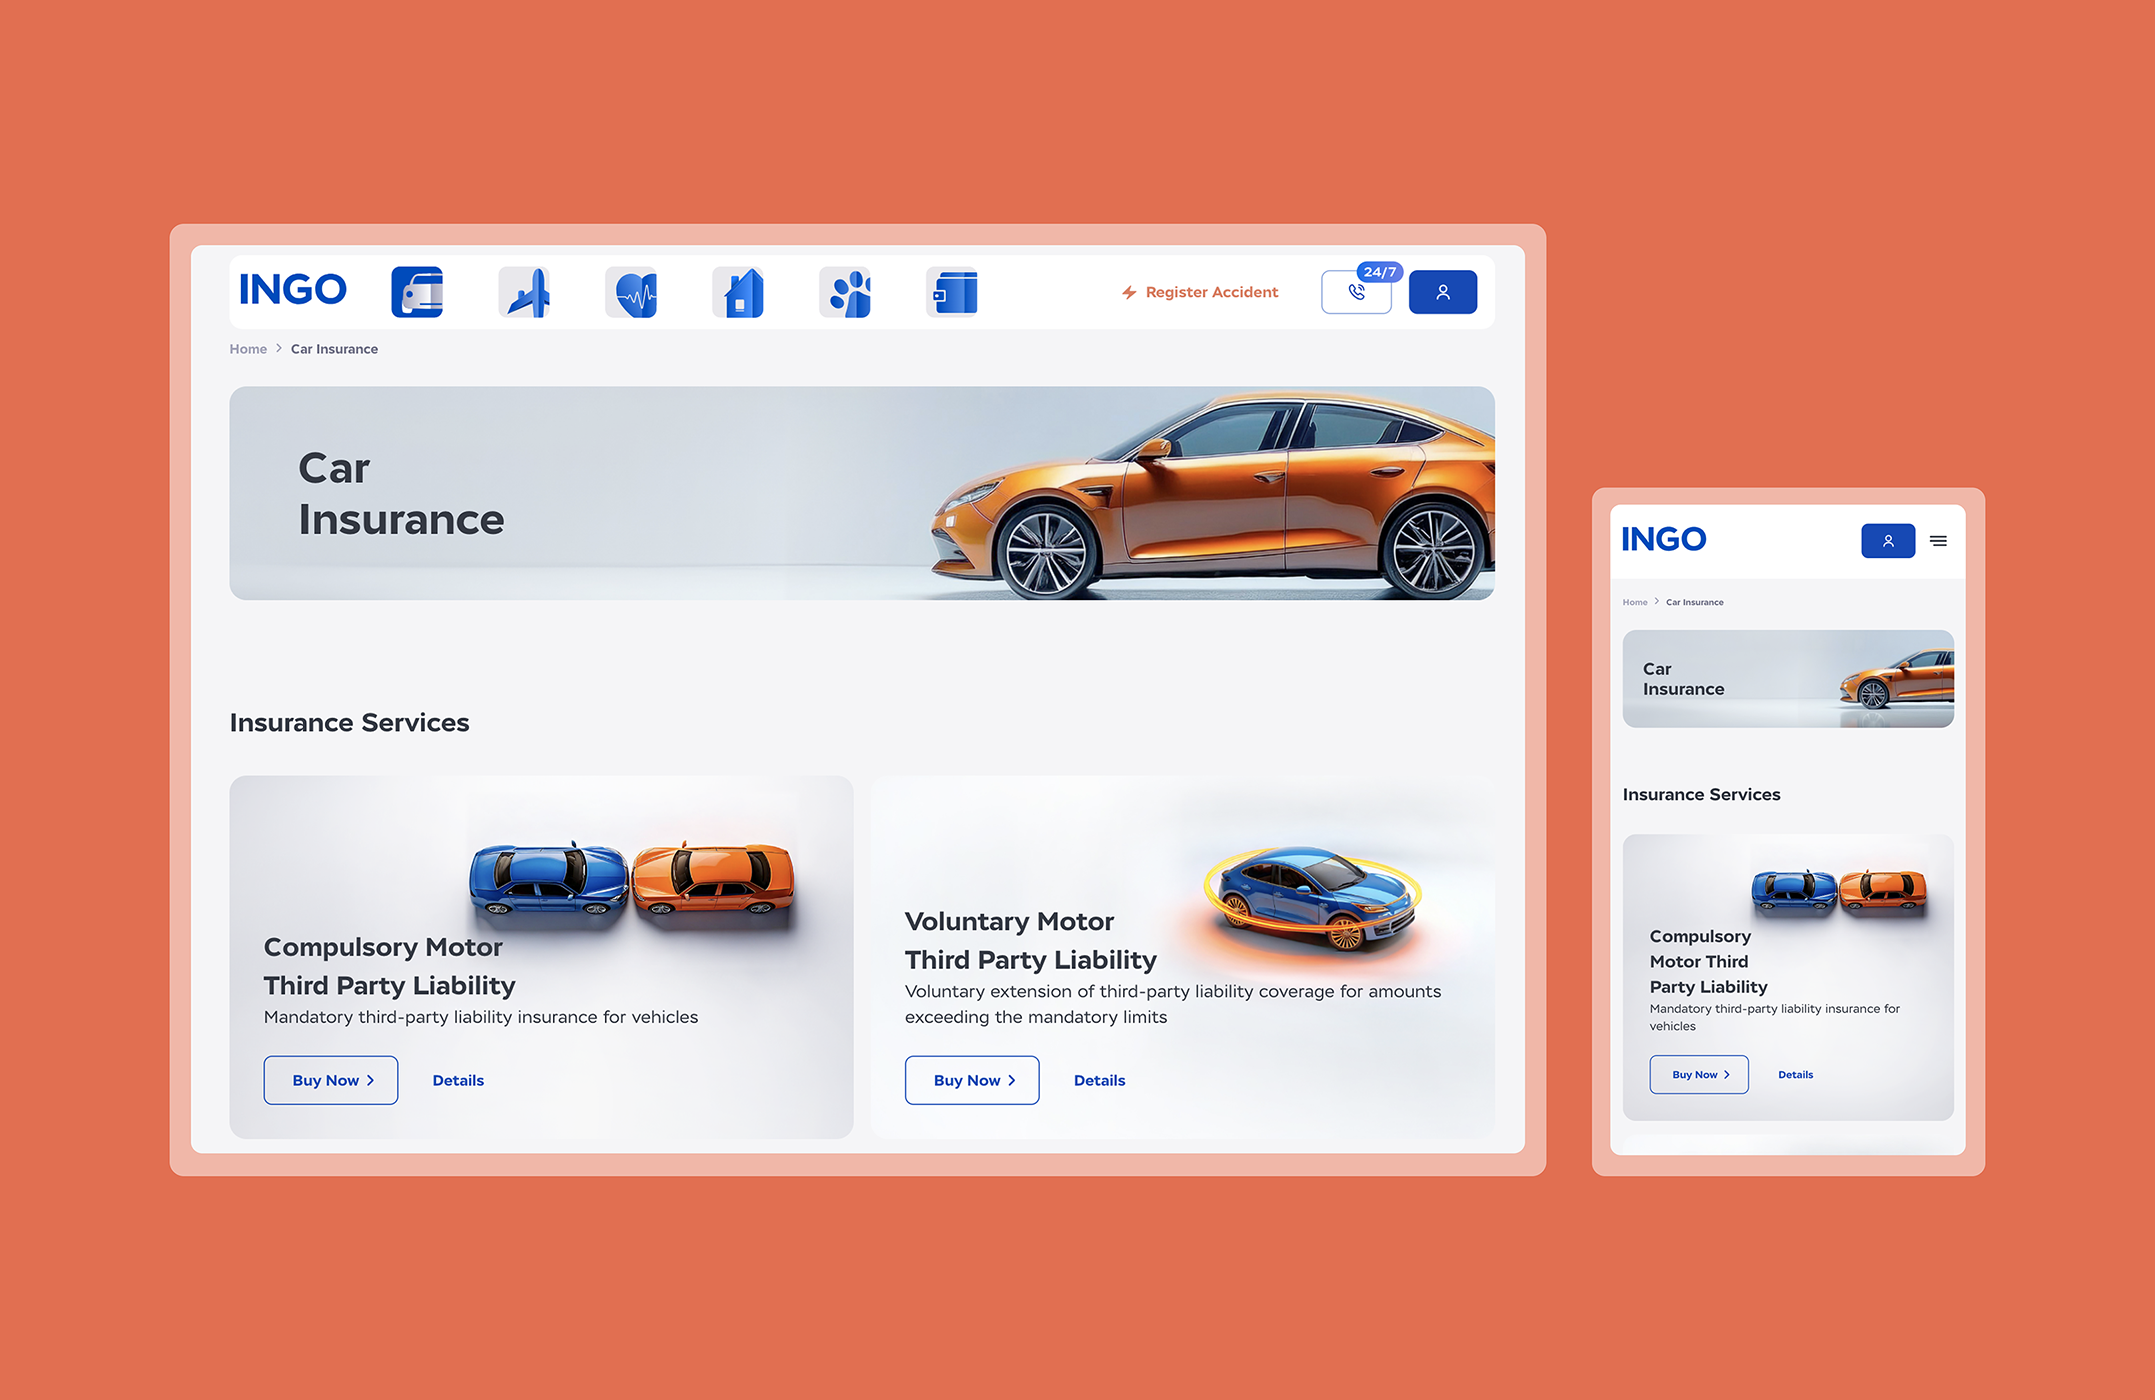 INGO
Register Accident
24/7
Home > Car Insurance
Car
Insurance
Insurance Services
Compulsory Motor
Third Party Liability
Mandatory third-party liability insurance for vehicles
Buy Now >
Details
Voluntary Motor
Third Party Liability
Voluntary extension of third-party liability coverage for amounts
exceeding the mandatory limits
Buy Now >
Details
INGO
Home > Car Insurance
Car
Insurance
Insurance Services
Compulsory
Motor Third
Party Liability
Mandatory third-party liability insurance for
vehicles
Buy Now >
Details